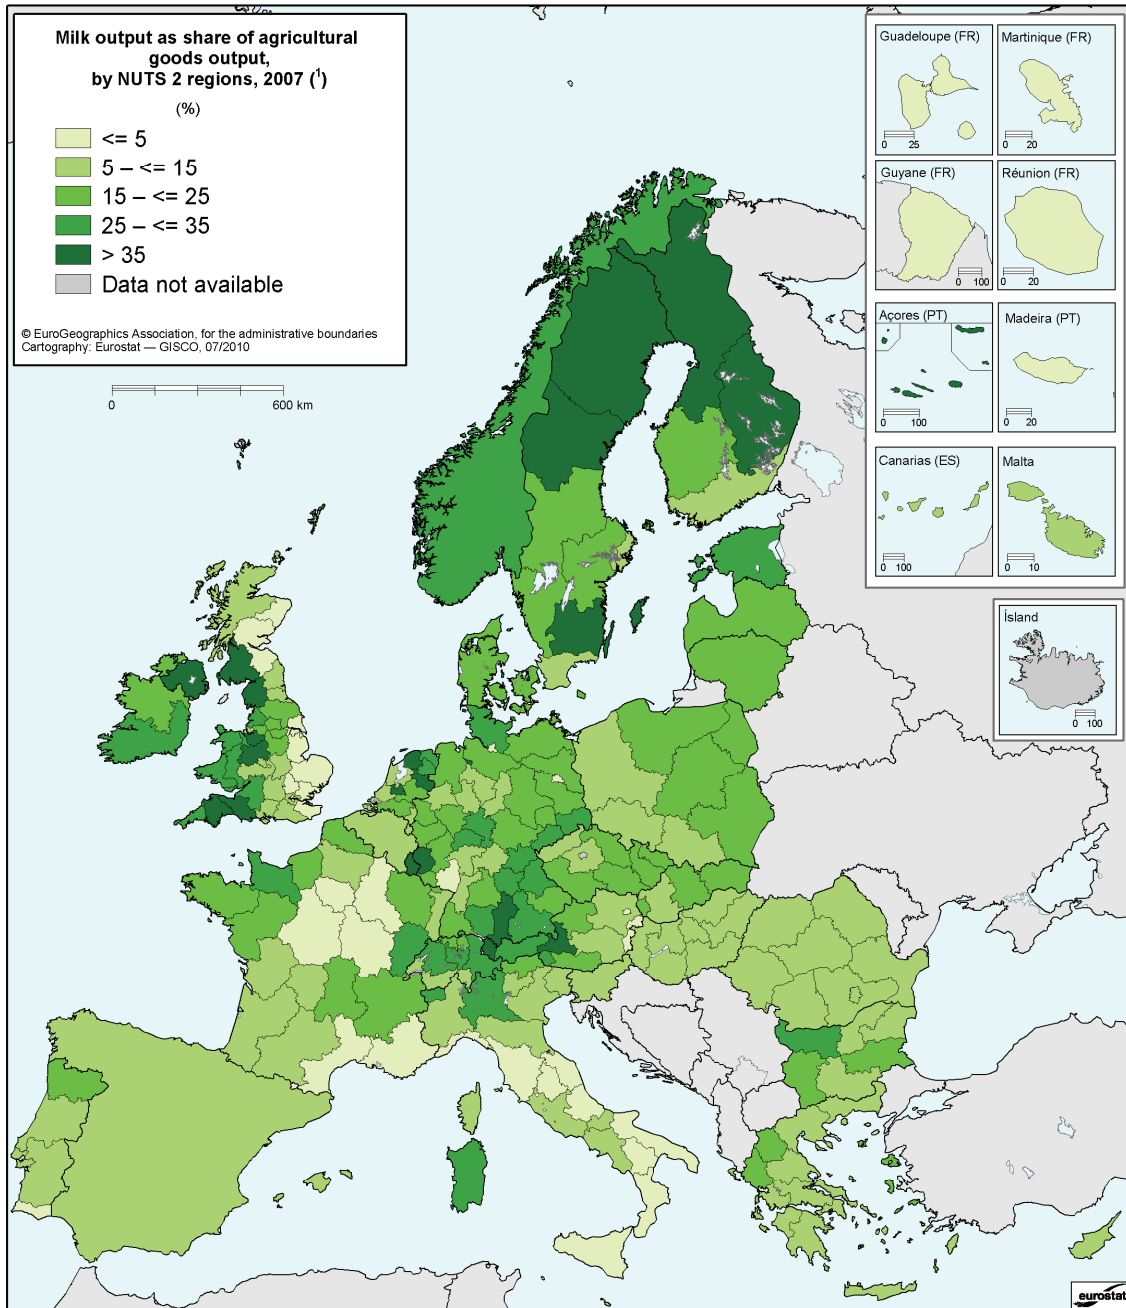 Milk output as share of agricultural
goods output,
by NUTS 2 regions, 2007 (¹)
(%)
<= 5
5 – <= 15
15 – <= 25
25 – <= 35
> 35
Data not available
© EuroGeographics Association, for the administrative boundaries
Cartography: Eurostat — GISCO, 07/2010
0 600 km
Guadeloupe (FR)
0 25
Martinique (FR)
0 20
Guyane (FR)
0 100
Réunion (FR)
0 20
Açores (PT)
0 100
Madeira (PT)
0 20
Canarias (ES)
0 100
Malta
0 10
Ísland
0 100
eurostat